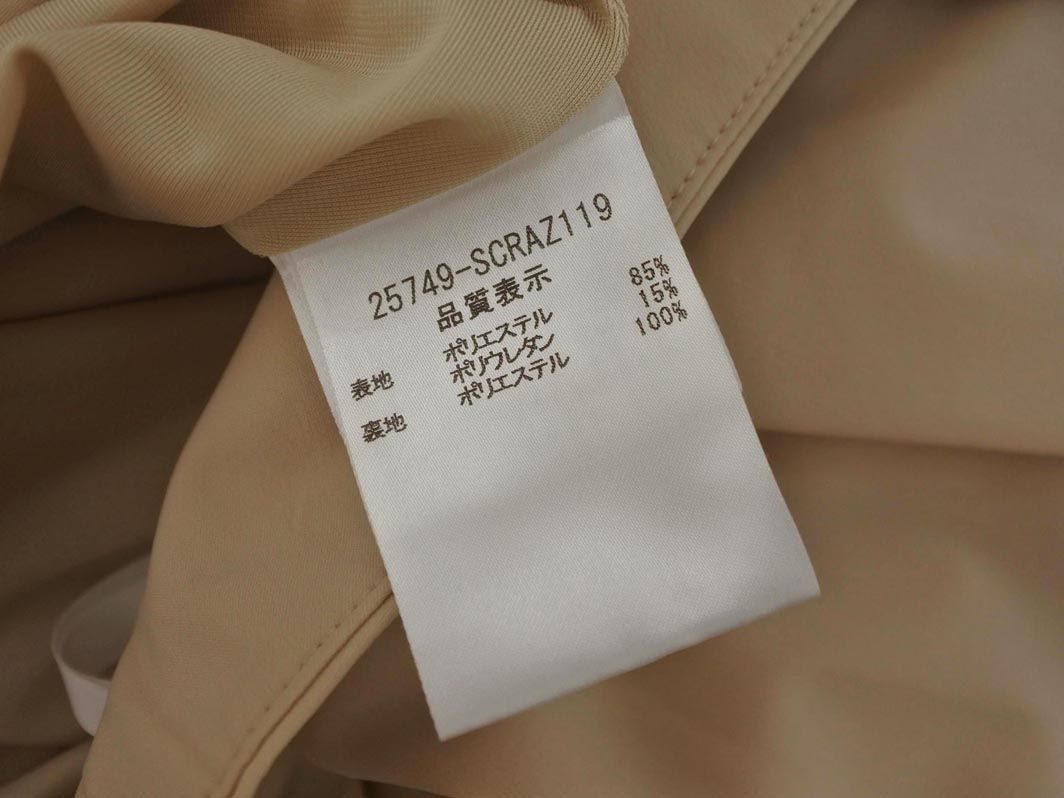 25749-SCRAZ119
品質表示
表地 ポリエステル 85%
ポリウレタン 15%
裏地 ポリエステル 100%